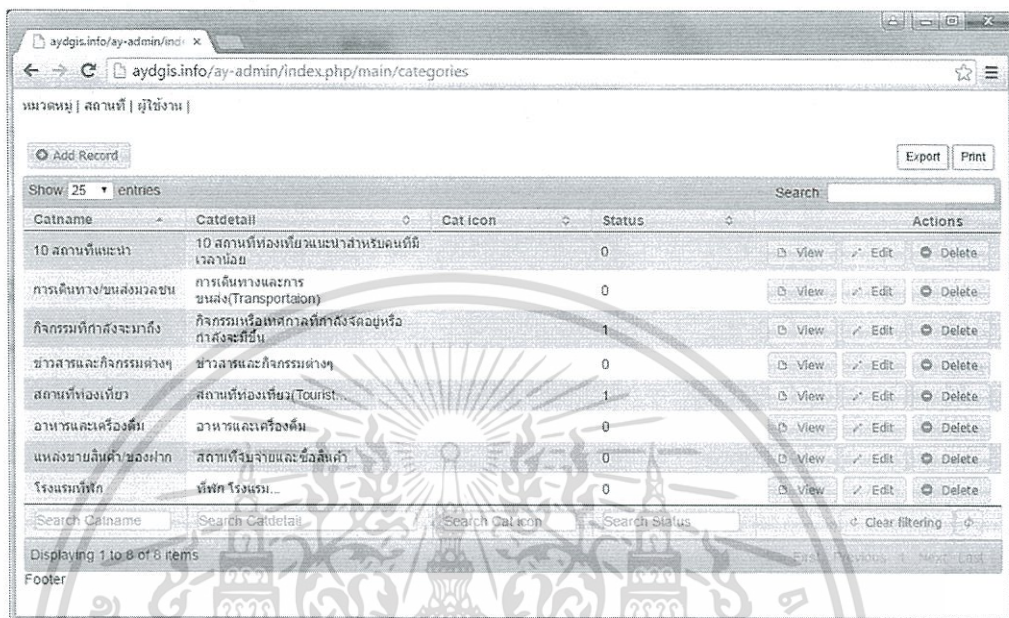 aydgis.info/ay-admin/ind
aydgis.info/ay-admin/index.php/main/categories
หมวดหมู่ | สถานที่ | ผู้ใช้งาน |
Add Record Export Print
Show 25 entries Search
Catname Catdetail Cat icon Status Actions
10 สถานที่แนะนำ 10 สถานที่ท่องเที่ยวแนะนำสำหรับคนที่มี
เวลาน้อย 0 View Edit Delete
การเดินทาง/ขนส่งมวลชน การเดินทางและการ
ขนส่ง(Transportaion) 0 View Edit Delete
กิจกรรมที่กำลังจะมาถึง กิจกรรมหรือเทศกาลที่กำลังจัดอยู่หรือ
กำลังจะมีขึ้น 1 View Edit Delete
ข่าวสารและกิจกรรมต่างๆ ข่าวสารและกิจกรรมต่างๆ 0 View Edit Delete
สถานที่ท่องเที่ยว สถานที่ท่องเที่ยว(Tourist... 1 View Edit Delete
อาหารและเครื่องดื่ม อาหารและเครื่องดื่ม 0 View Edit Delete
แหล่งขายสินค้า/ของฝาก สถานที่จับจ่ายและซื้อสินค้า 0 View Edit Delete
โรงแรมที่พัก ที่พัก โรงแรม... 0 View Edit Delete
Search Catname Search Catdetail Search Cat icon Search Status Clear filtering
Displaying 1 to 8 of 8 items First Previous 1 Next Last
Footer